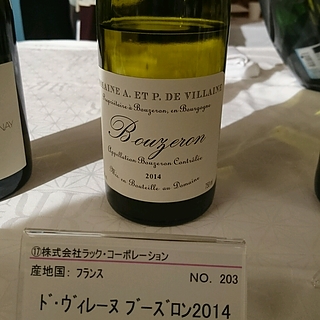 MAINE A. ET P. DE VILLAINE
Propriétaire à Bouzeron, en Bourgogne
Bouzeron
Appellation Bouzeron Contrôlée
2014
Mis en Bouteille au Domaine
NAY
⑰株式会社ラック・コーポレーション
産地国: フランス
NO. 203
ド・ヴィレーヌ ブーズロン2014